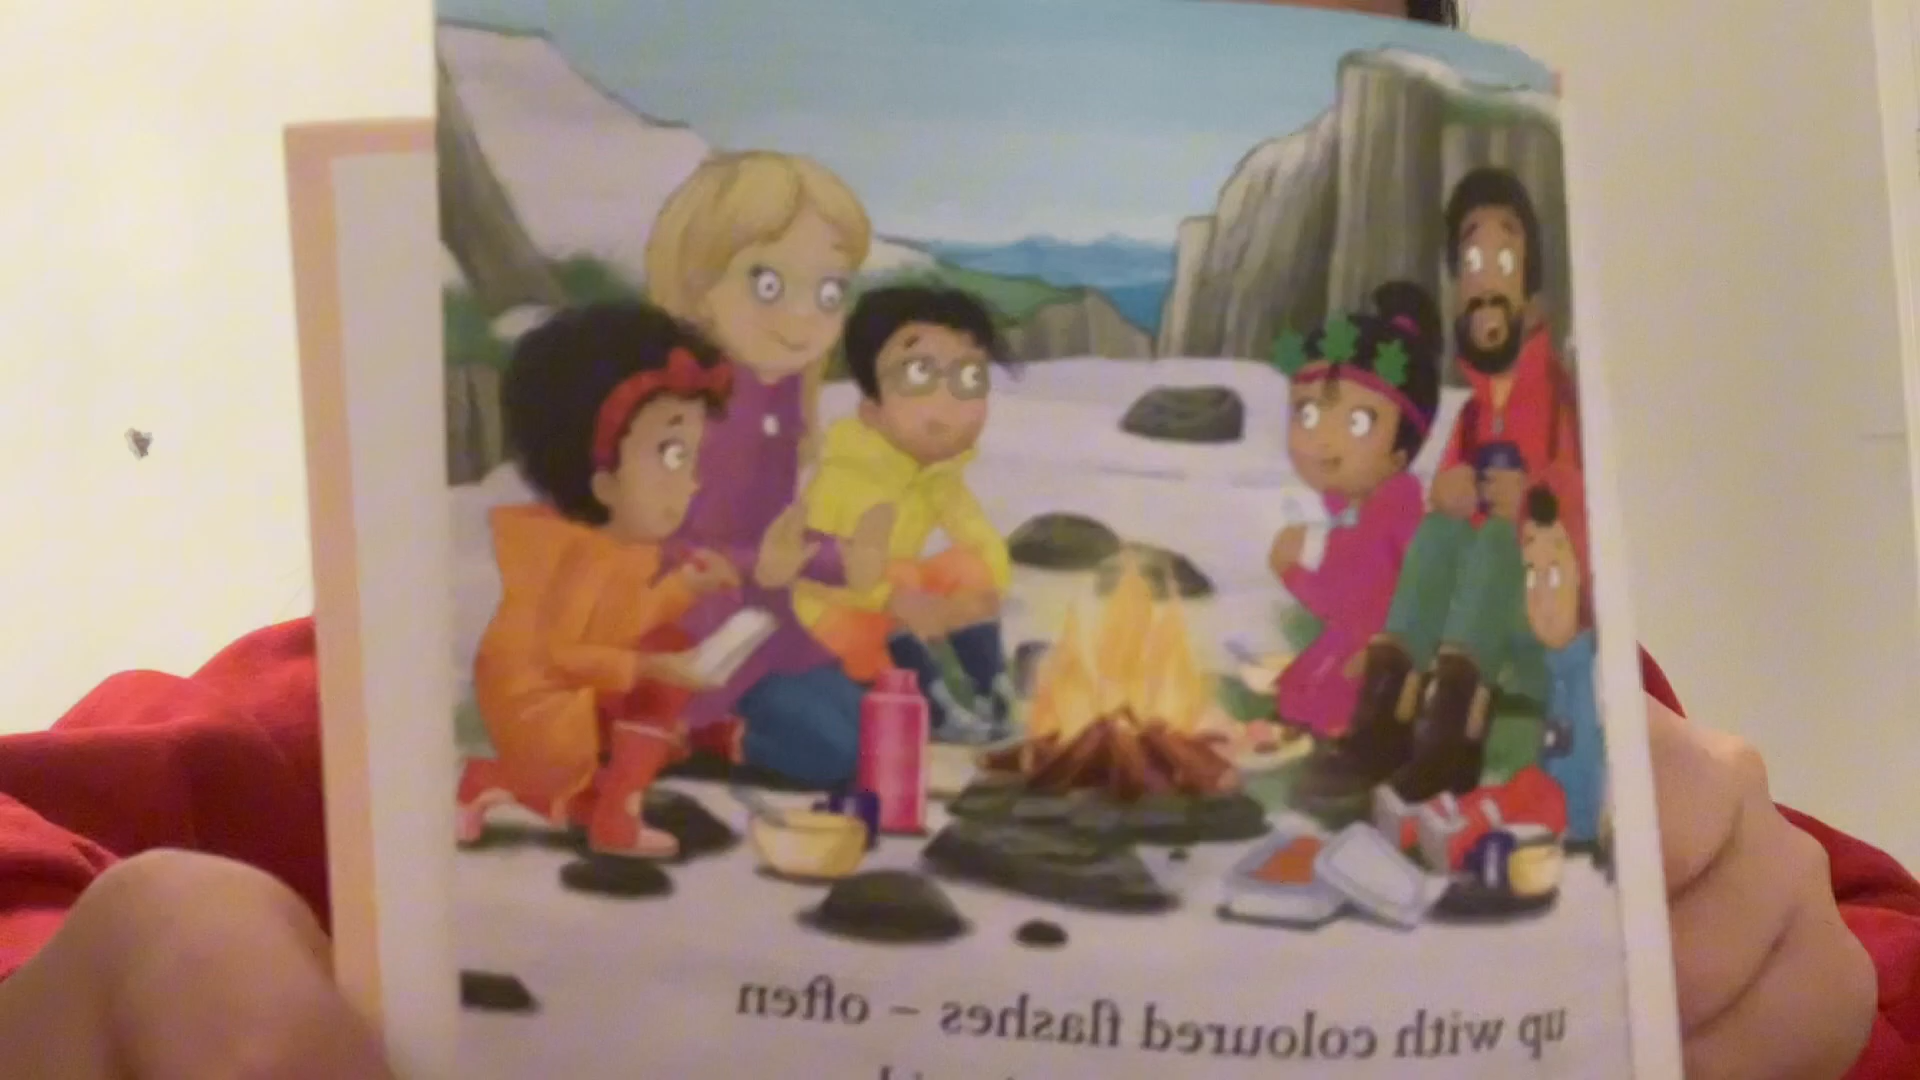 up with coloured flashes – often